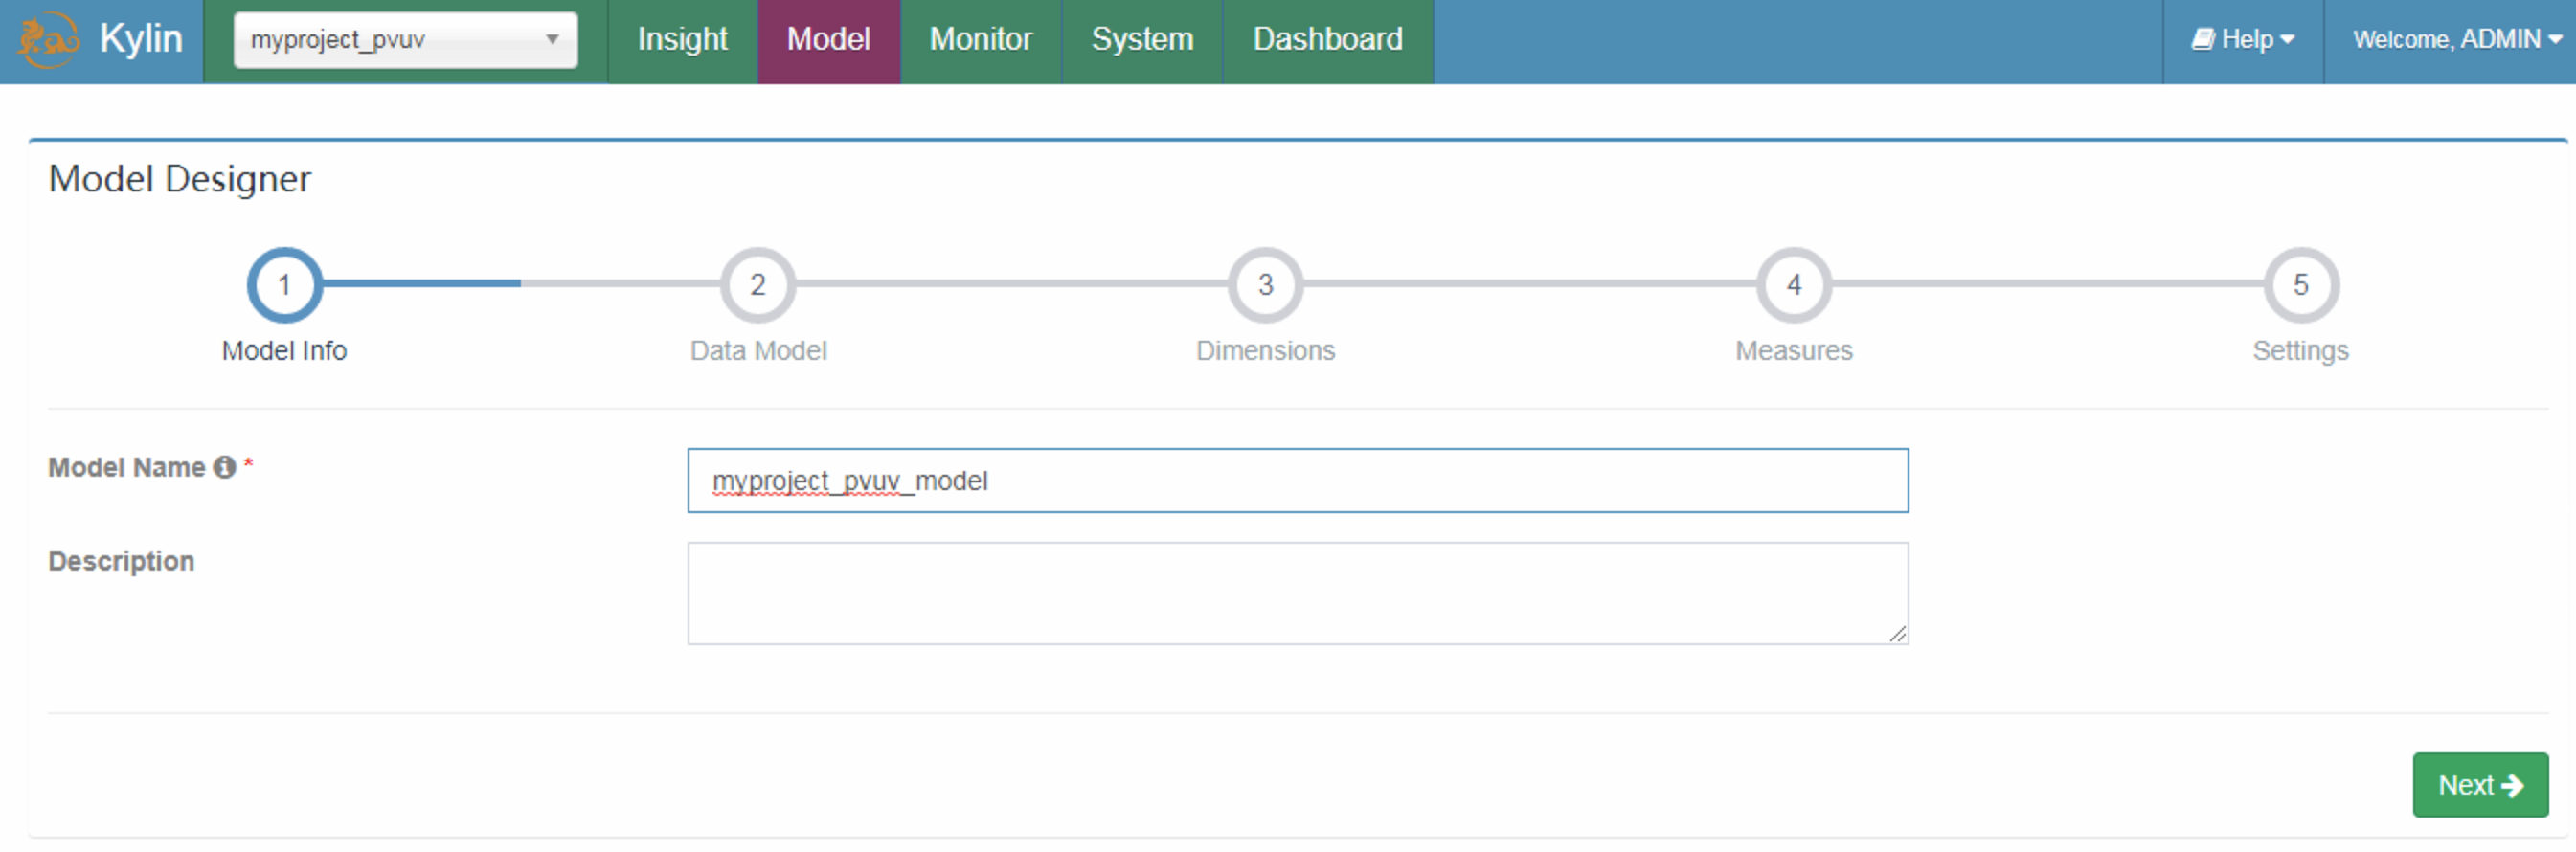 Kylin myproject_pvuv Insight Model Monitor System Dashboard Help Welcome, ADMIN
Model Designer
1 2 3 4 5
Model Info Data Model Dimensions Measures Settings
Model Name * myproject_pvuv_model
Description
Next